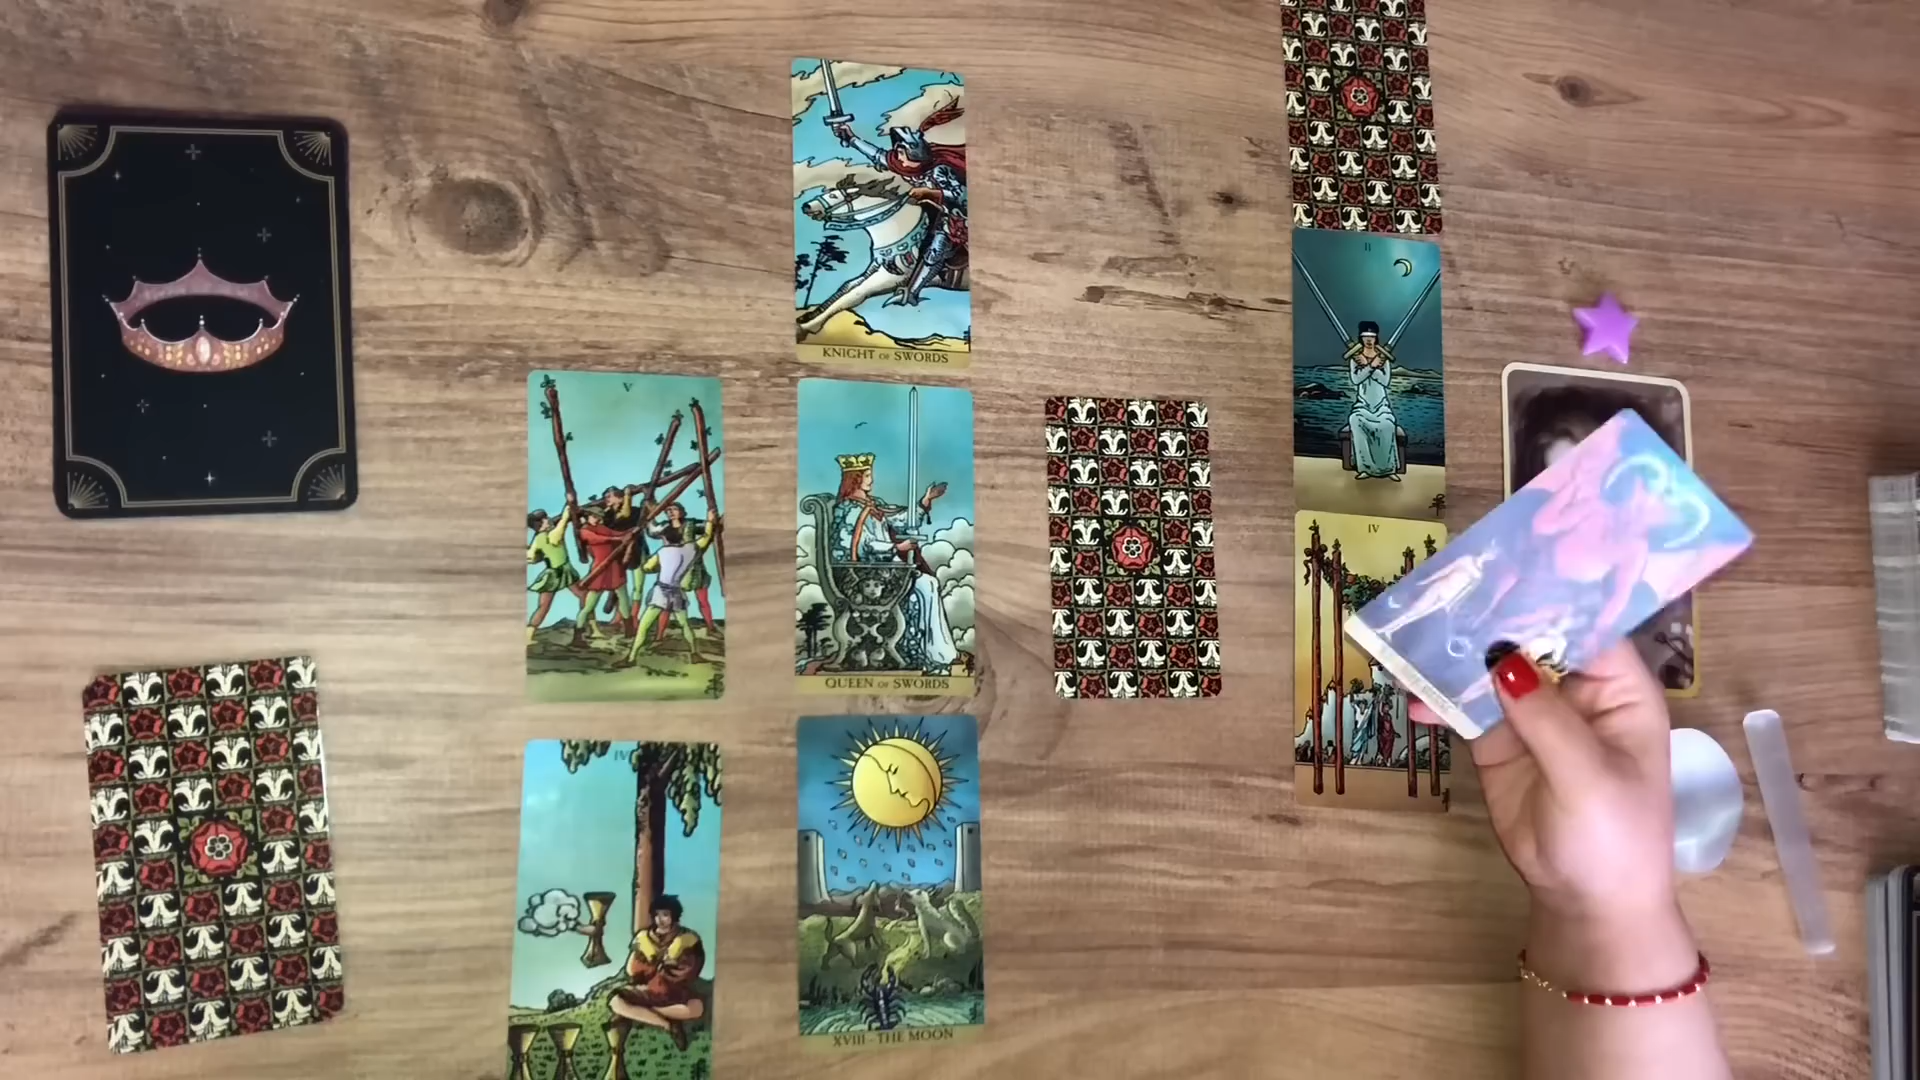 KNIGHT OF SWORDS
II
V
QUEEN OF SWORDS
IV
IV
XVIII - THE MOON